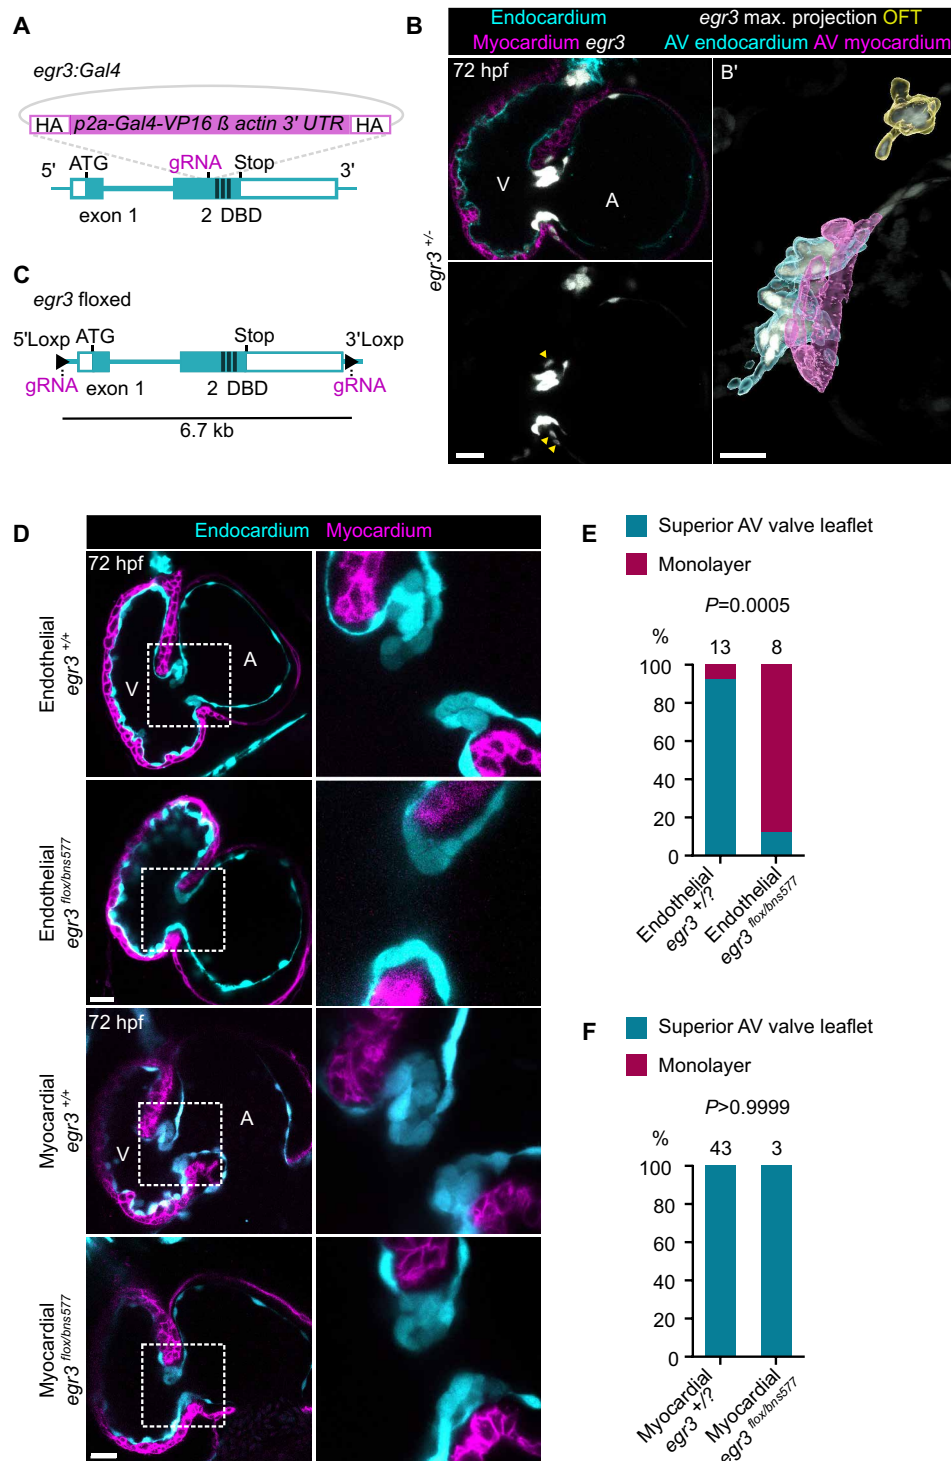 A
egr3:Gal4
HA p2a-Gal4-VP16 ß actin 3' UTR HA
5' ATG gRNA Stop 3'
exon 1 2 DBD
B
Endocardium
Myocardium egr3
egr3 max. projection OFT
AV endocardium AV myocardium
72 hpf
B'
V
A
egr3 +/-
C
egr3 floxed
5'Loxp ATG Stop 3'Loxp
gRNA exon 1 2 DBD gRNA
6.7 kb
D
Endocardium Myocardium
72 hpf
V
A
Endothelial
egr3 +/+
Endothelial
egr3 flox/bns577
72 hpf
V
A
Myocardial
egr3 +/+
Myocardial
egr3 flox/bns577
E
Superior AV valve leaflet
Monolayer
P=0.0005
%
13 8
100
80
60
40
20
0
Endothelial
egr3 +/?
Endothelial
egr3 flox/bns577
F
Superior AV valve leaflet
Monolayer
P>0.9999
%
43 3
100
80
60
40
20
0
Myocardial
egr3 +/?
Myocardial
egr3 flox/bns577